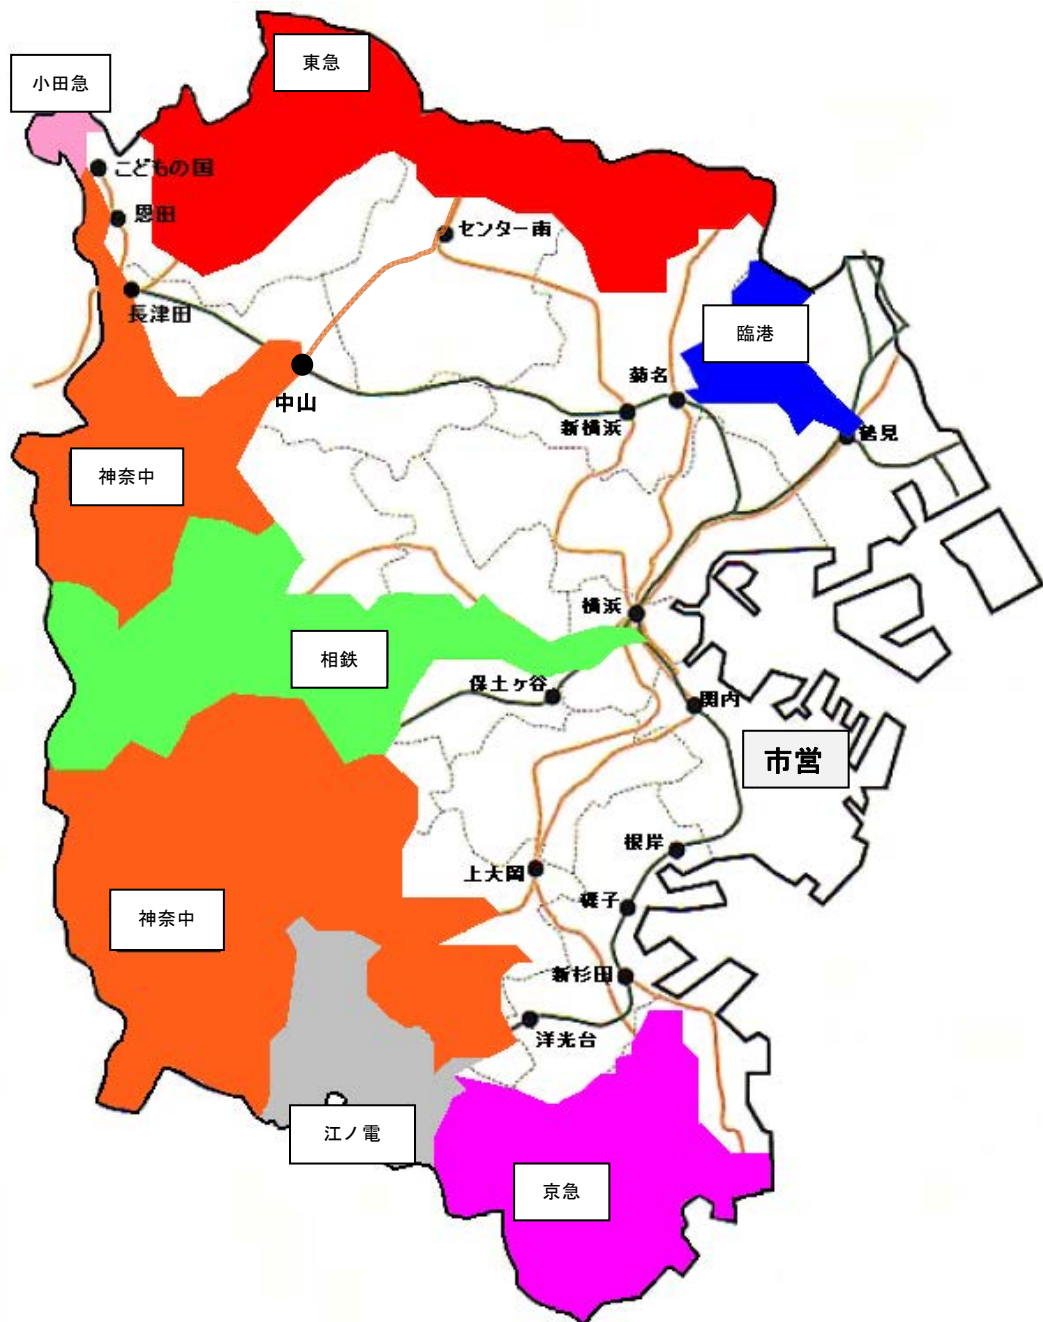 東急
小田急
こどもの国
恩田
センター南
長津田
臨港
菊名
中山
新横浜
鶴見
神奈中
横浜
相鉄
保土ヶ谷
関内
市営
根岸
上大岡
磯子
神奈中
新杉田
洋光台
江ノ電
京急